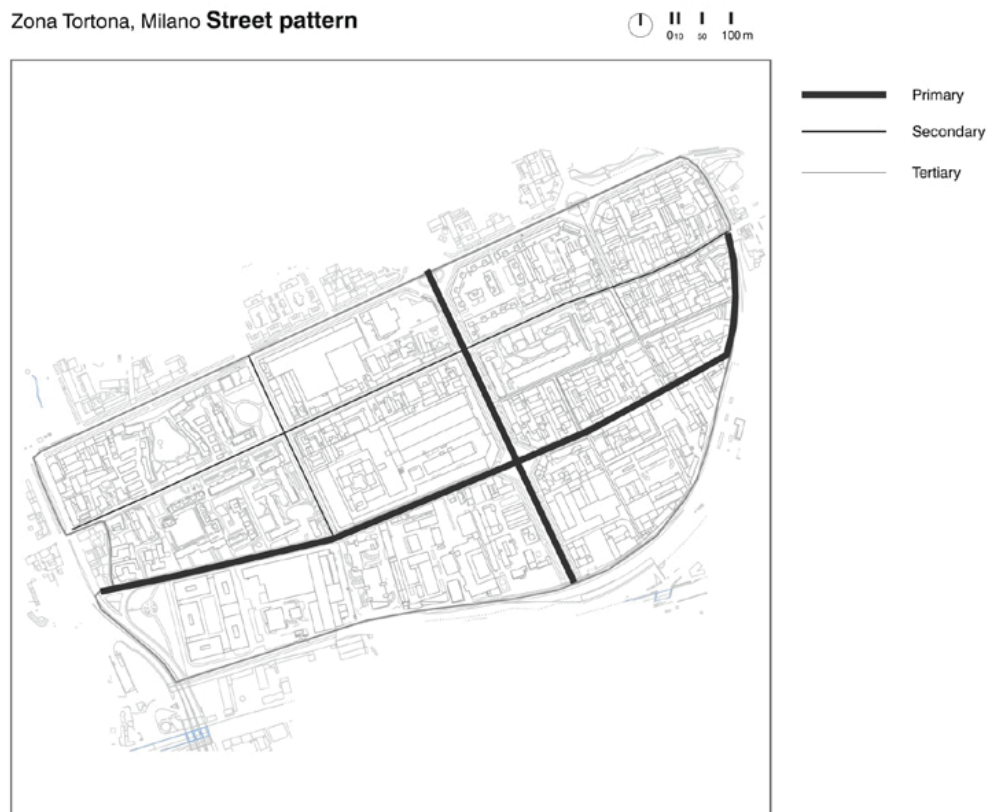 Zona Tortona, Milano Street pattern
0 10 50 100 m
Primary
Secondary
Tertiary